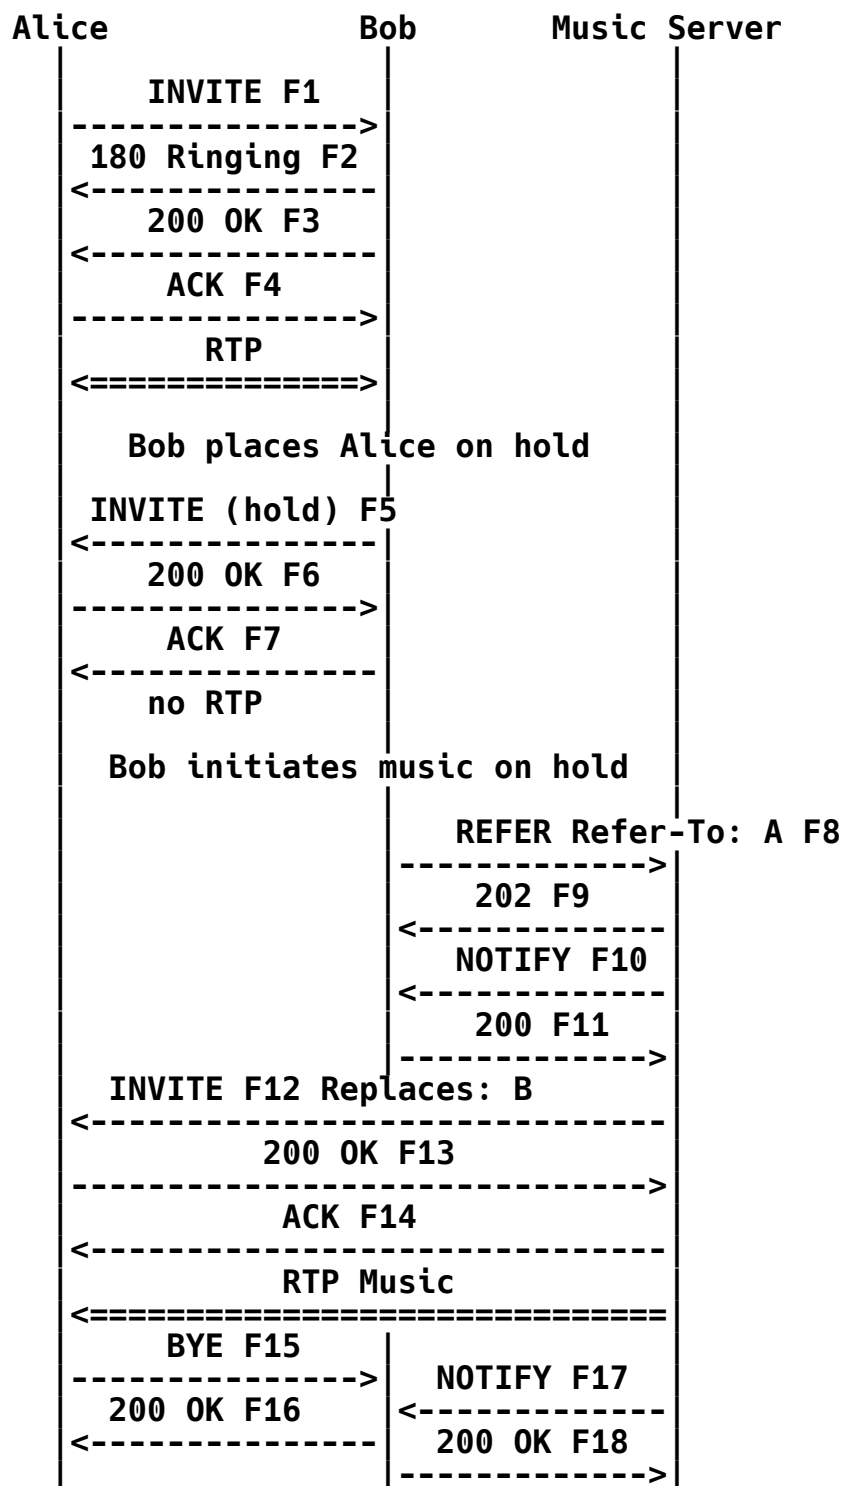 Alice Bob Music Server
INVITE F1
180 Ringing F2
200 OK F3
ACK F4
RTP
Bob places Alice on hold
INVITE (hold) F5
200 OK F6
ACK F7
no RTP
Bob initiates music on hold
REFER Refer-To: A F8
202 F9
NOTIFY F10
200 F11
INVITE F12 Replaces: B
200 OK F13
ACK F14
RTP Music
BYE F15
NOTIFY F17
200 OK F16
200 OK F18